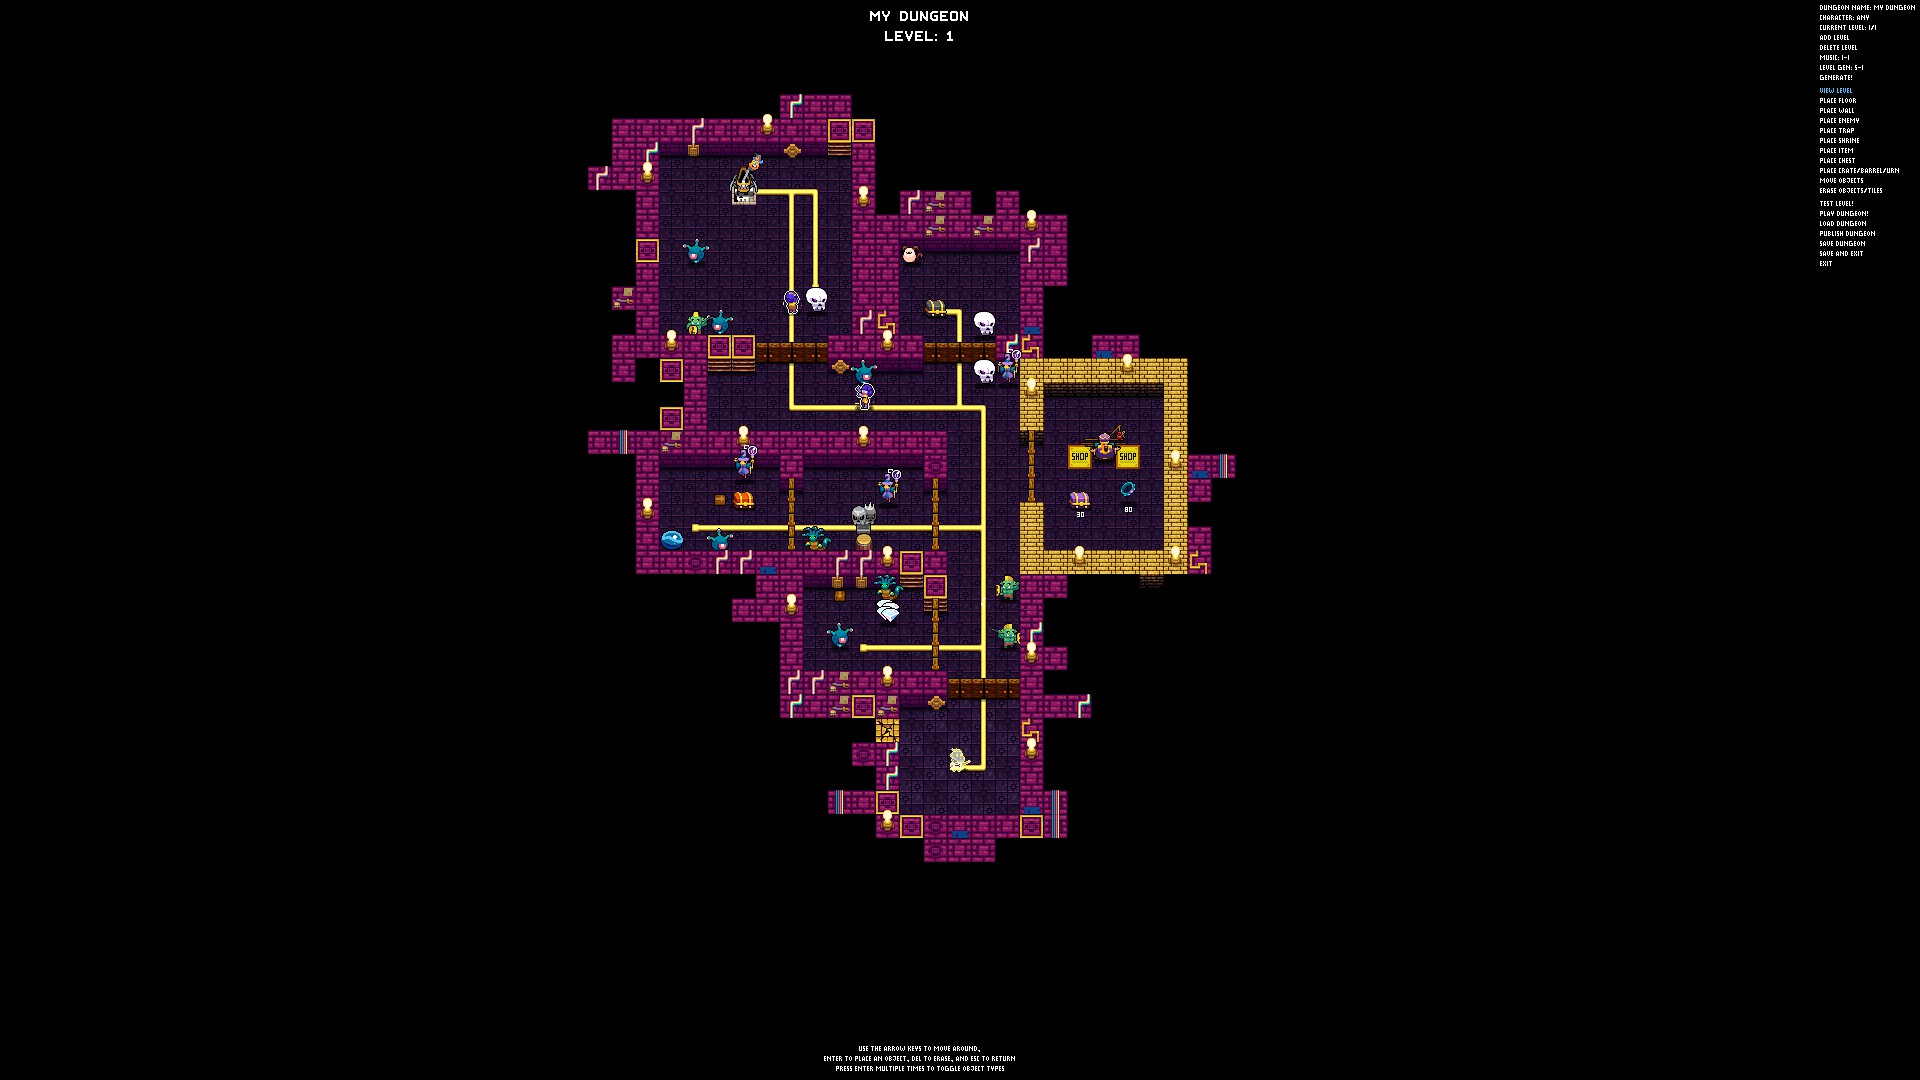 MY DUNGEON
LEVEL: 1
DUNGEON NAME: MY DUNGEON
CHARACTER: ANY
CURRENT LEVEL: 1/1
ADD LEVEL
DELETE LEVEL
MUSIC: 1-1
LEVEL GEN: 5-1
GENERATE!
VIEW LEVEL
PLACE FLOOR
PLACE WALL
PLACE ENEMY
PLACE TRAP
PLACE SHRINE
PLACE ITEM
PLACE CHEST
PLACE CRATE/BARREL/URN
MOVE OBJECTS
ERASE OBJECTS/TILES
TEST LEVEL!
PLAY DUNGEON!
LOAD DUNGEON
PUBLISH DUNGEON
SAVE DUNGEON
SAVE AND EXIT
EXIT
SHOP SHOP
30 80
USE THE ARROW KEYS TO MOVE AROUND,
ENTER TO PLACE AN OBJECT, DEL TO ERASE, AND ESC TO RETURN
PRESS ENTER MULTIPLE TIMES TO TOGGLE OBJECT TYPES